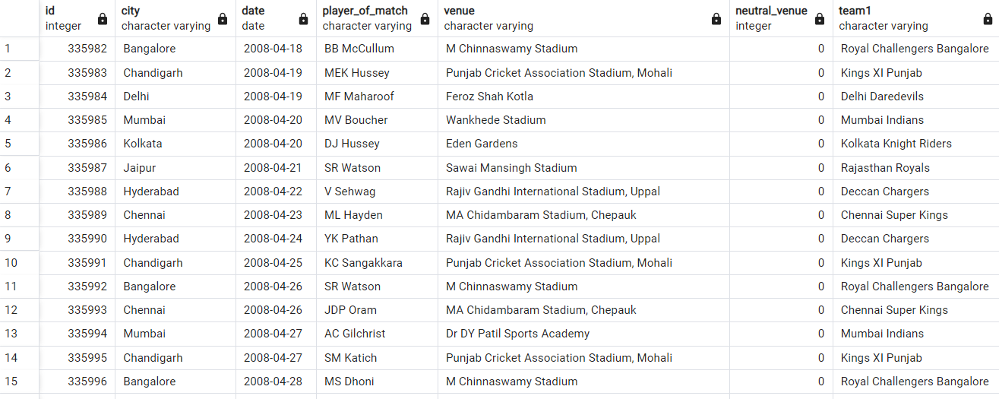 id city date player_of_match venue neutral_venue team1
integer character varying date character varying character varying integer character varying
1 335982 Bangalore 2008-04-18 BB McCullum M Chinnaswamy Stadium 0 Royal Challengers Bangalore
2 335983 Chandigarh 2008-04-19 MEK Hussey Punjab Cricket Association Stadium, Mohali 0 Kings XI Punjab
3 335984 Delhi 2008-04-19 MF Maharoof Feroz Shah Kotla 0 Delhi Daredevils
4 335985 Mumbai 2008-04-20 MV Boucher Wankhede Stadium 0 Mumbai Indians
5 335986 Kolkata 2008-04-20 DJ Hussey Eden Gardens 0 Kolkata Knight Riders
6 335987 Jaipur 2008-04-21 SR Watson Sawai Mansingh Stadium 0 Rajasthan Royals
7 335988 Hyderabad 2008-04-22 V Sehwag Rajiv Gandhi International Stadium, Uppal 0 Deccan Chargers
8 335989 Chennai 2008-04-23 ML Hayden MA Chidambaram Stadium, Chepauk 0 Chennai Super Kings
9 335990 Hyderabad 2008-04-24 YK Pathan Rajiv Gandhi International Stadium, Uppal 0 Deccan Chargers
10 335991 Chandigarh 2008-04-25 KC Sangakkara Punjab Cricket Association Stadium, Mohali 0 Kings XI Punjab
11 335992 Bangalore 2008-04-26 SR Watson M Chinnaswamy Stadium 0 Royal Challengers Bangalore
12 335993 Chennai 2008-04-26 JDP Oram MA Chidambaram Stadium, Chepauk 0 Chennai Super Kings
13 335994 Mumbai 2008-04-27 AC Gilchrist Dr DY Patil Sports Academy 0 Mumbai Indians
14 335995 Chandigarh 2008-04-27 SM Katich Punjab Cricket Association Stadium, Mohali 0 Kings XI Punjab
15 335996 Bangalore 2008-04-28 MS Dhoni M Chinnaswamy Stadium 0 Royal Challengers Bangalore